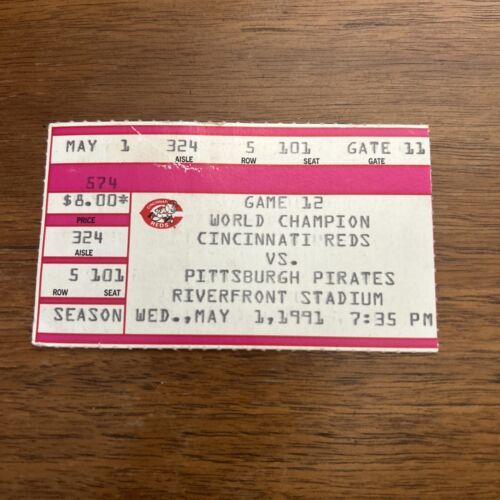 MAY 1 324 5 101 GATE 11
AISLE ROW SEAT GATE
574
$8.00*
PRICE
324
AISLE
5 101
ROW SEAT
SEASON
CINCINNATI
REDS
GAME 12
WORLD CHAMPION
CINCINNATI REDS
VS.
PITTSBURGH PIRATES
RIVERFRONT STADIUM
WED., MAY 1,1991 7:35 PM